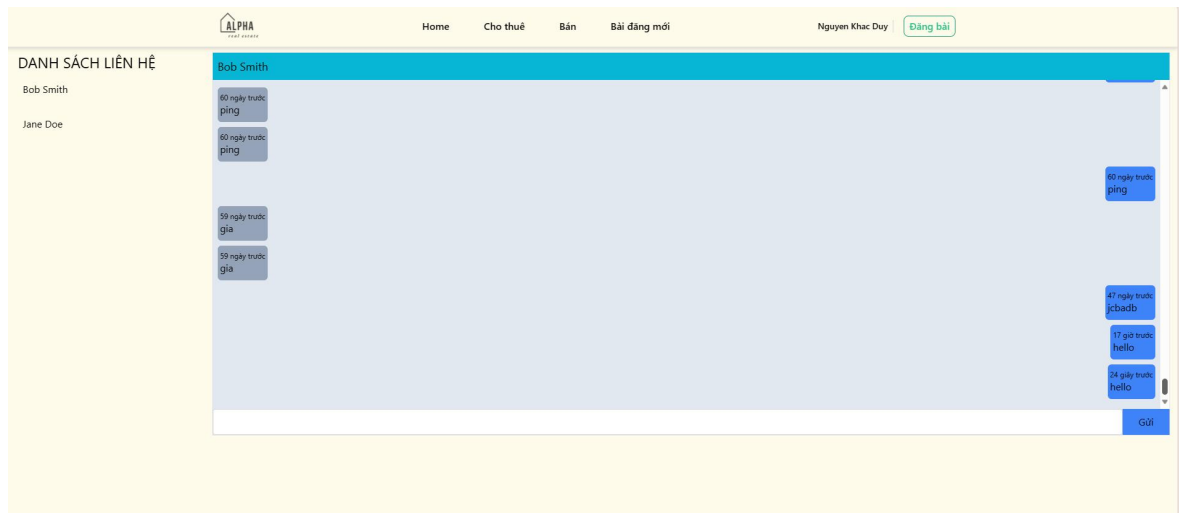 ALPHA
real estate
Home
Cho thuê
Bán
Bài đăng mới
Nguyen Khac Duy
Đăng bài
DANH SÁCH LIÊN HỆ
Bob Smith
Jane Doe
Bob Smith
60 ngày trước
ping
60 ngày trước
ping
60 ngày trước
ping
59 ngày trước
gia
59 ngày trước
gia
47 ngày trước
jcbadb
17 giờ trước
hello
24 giây trước
hello
Gửi